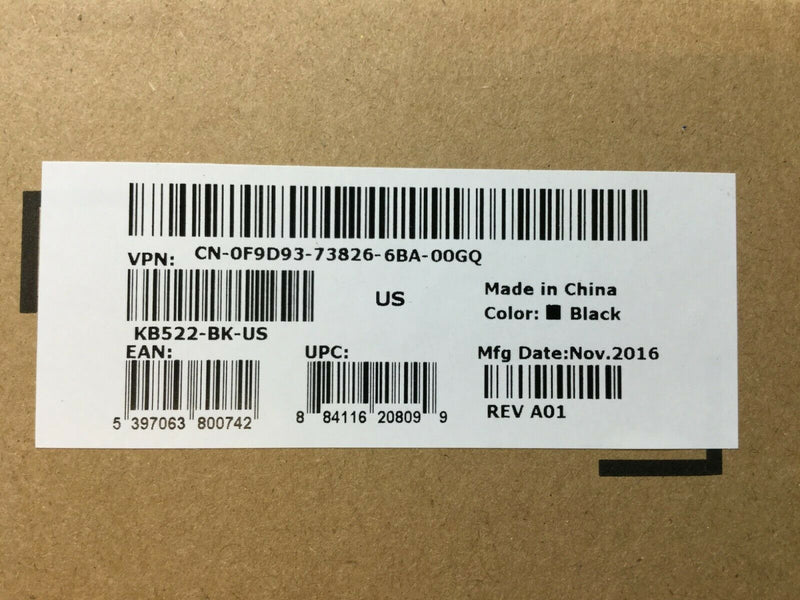 CN-0F9D93-73826-6BA-00GQ
VPN:
KB522-BK-US
US
Made in China
Color: Black
EAN:
5 397063 800742
UPC:
8 84116 20809 9
Mfg Date:Nov.2016
REV A01